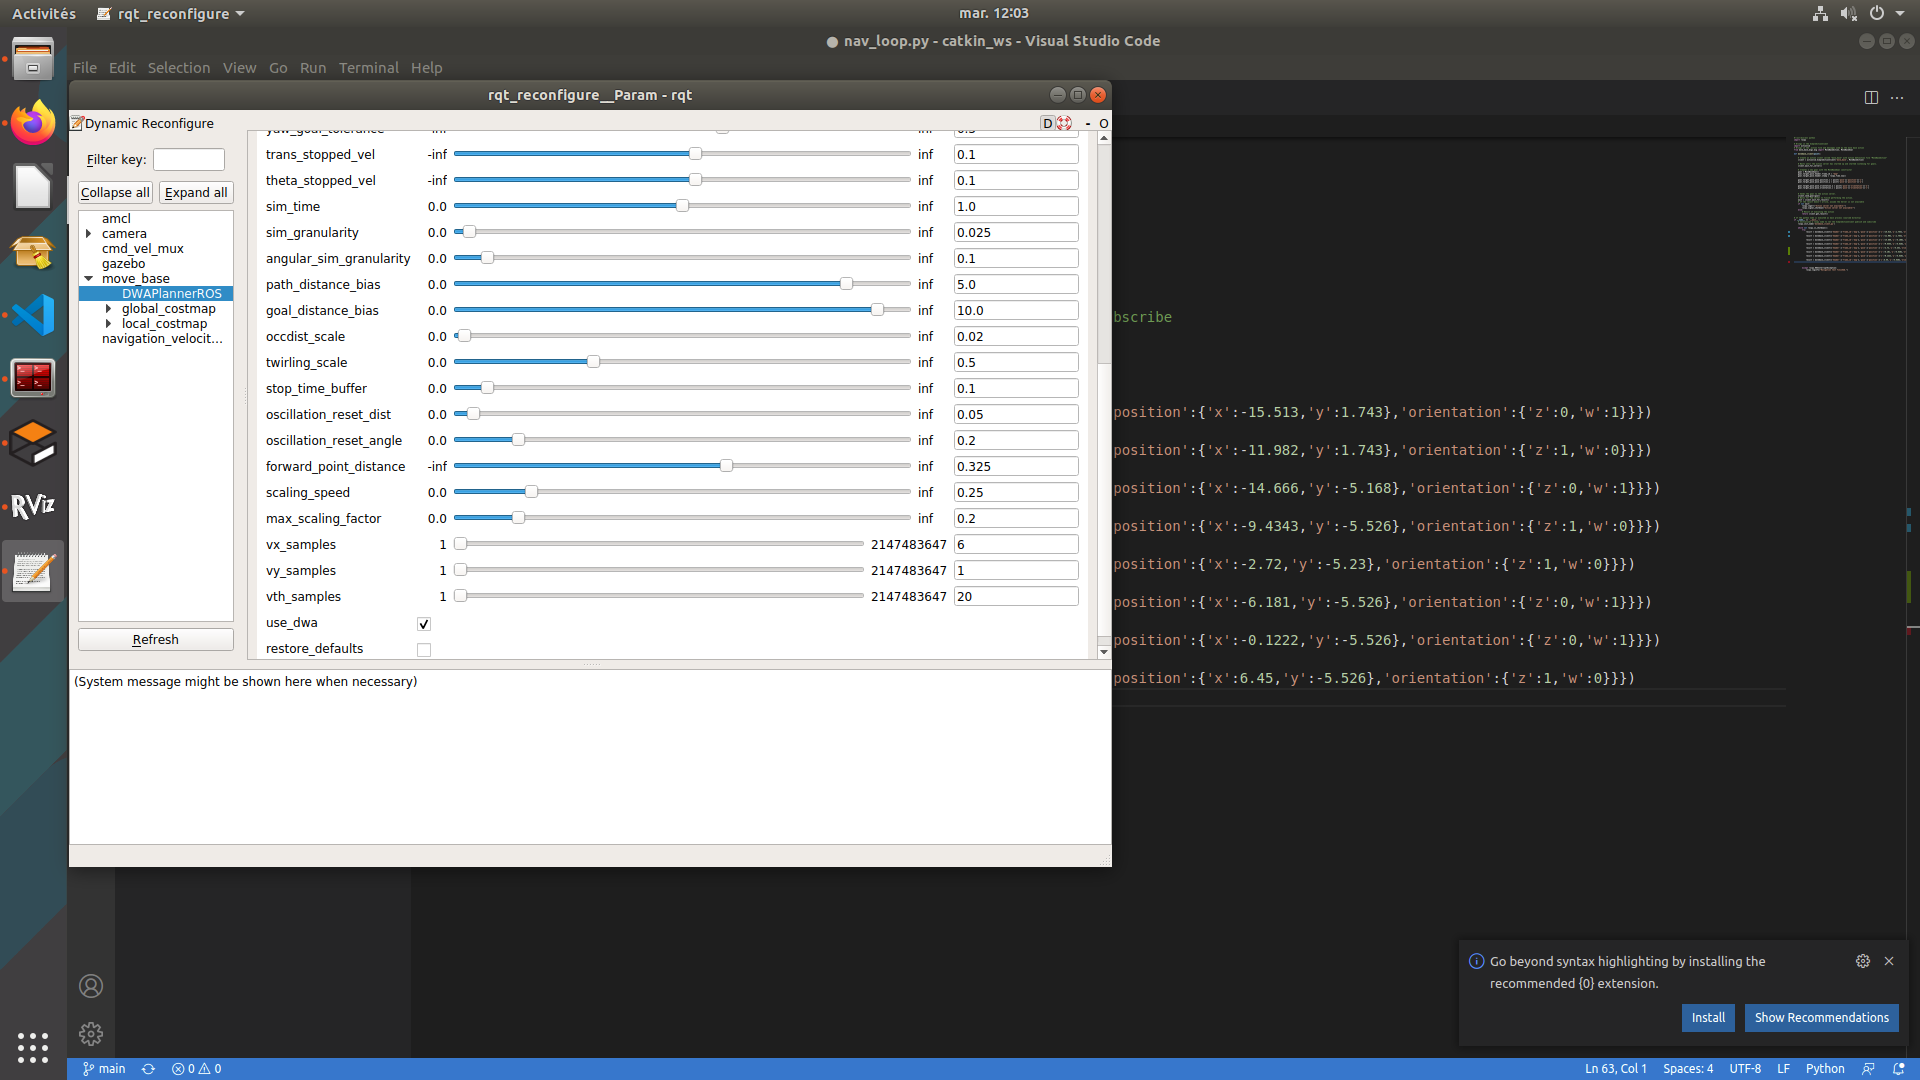 Activités
rqt_reconfigure
mar. 12:03
● nav_loop.py - catkin_ws - Visual Studio Code
File Edit Selection View Go Run Terminal Help
rqt_reconfigure__Param - rqt
Dynamic Reconfigure
D - O
Filter key:
Collapse all Expand all
amcl
camera
cmd_vel_mux
gazebo
move_base
DWAPlannerROS
global_costmap
local_costmap
navigation_velocit...
Refresh
yaw_goal_tolerance -inf inf 0.3
trans_stopped_vel -inf inf 0.1
theta_stopped_vel -inf inf 0.1
sim_time 0.0 inf 1.0
sim_granularity 0.0 inf 0.025
angular_sim_granularity 0.0 inf 0.1
path_distance_bias 0.0 inf 5.0
goal_distance_bias 0.0 inf 10.0
occdist_scale 0.0 inf 0.02
twirling_scale 0.0 inf 0.5
stop_time_buffer 0.0 inf 0.1
oscillation_reset_dist 0.0 inf 0.05
oscillation_reset_angle 0.0 inf 0.2
forward_point_distance -inf inf 0.325
scaling_speed 0.0 inf 0.25
max_scaling_factor 0.0 inf 0.2
vx_samples 1 2147483647 6
vy_samples 1 2147483647 1
vth_samples 1 2147483647 20
use_dwa
restore_defaults
(System message might be shown here when necessary)
bscribe
position':{'x':-15.513,'y':1.743},'orientation':{'z':0,'w':1}}})
position':{'x':-11.982,'y':1.743},'orientation':{'z':1,'w':0}}})
position':{'x':-14.666,'y':-5.168},'orientation':{'z':0,'w':1}}})
position':{'x':-9.4343,'y':-5.526},'orientation':{'z':1,'w':0}}})
position':{'x':-2.72,'y':-5.23},'orientation':{'z':1,'w':0}}})
position':{'x':-6.181,'y':-5.526},'orientation':{'z':0,'w':1}}})
position':{'x':-0.1222,'y':-5.526},'orientation':{'z':0,'w':1}}})
position':{'x':6.45,'y':-5.526},'orientation':{'z':1,'w':0}}})
RViz
Go beyond syntax highlighting by installing the
recommended {0} extension.
Install Show Recommendations
main 0 0
Ln 63, Col 1 Spaces: 4 UTF-8 LF Python